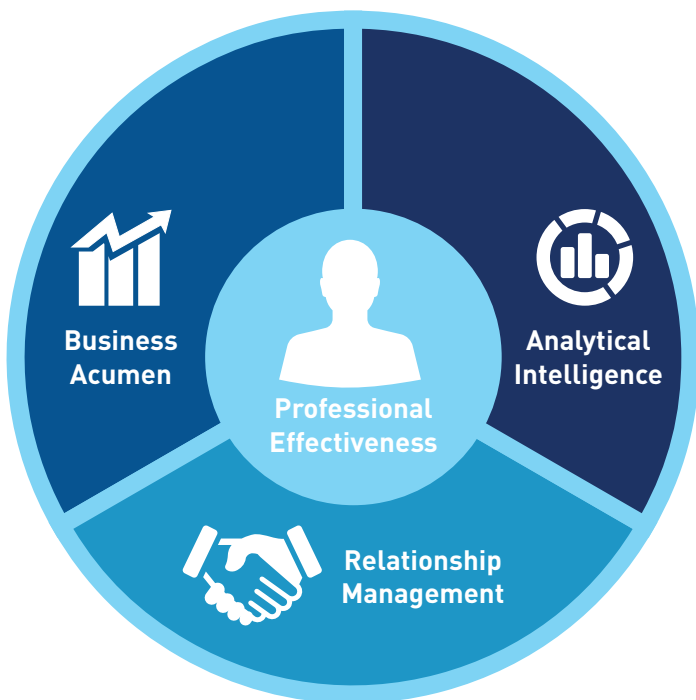 Business
Acumen
Analytical
Intelligence
Professional
Effectiveness
Relationship
Management